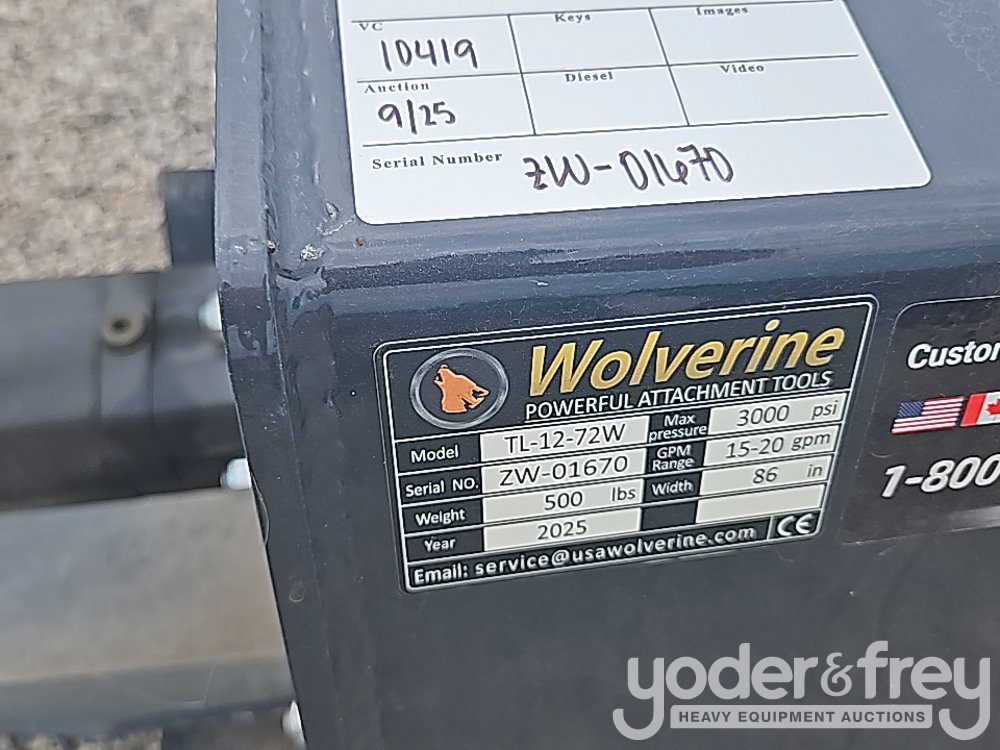 VC Keys Images
10419
Auction Diesel Video
9/25
Serial Number ZW-01670
Wolverine
POWERFUL ATTACHMENT TOOLS
Model TL-12-72W Max pressure 3000 psi
Serial NO. ZW-01670 GPM Range 15-20 gpm
Weight 500 lbs Width 86 in
Year 2025
Email: service@usawolverine.com CE
1-800
yoder&frey
HEAVY EQUIPMENT AUCTIONS